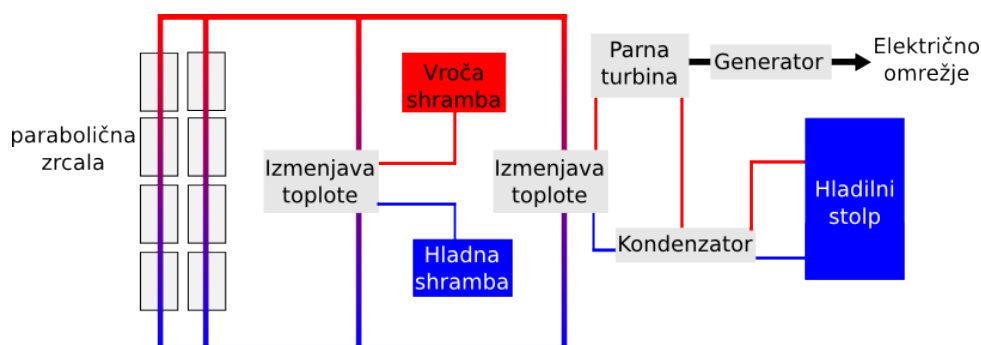 parabolična
zrcala
Izmenjava
toplote
Vroča
shramba
Hladna
shramba
Izmenjava
toplote
Parna
turbina
Generator
Električno
omrežje
Kondenzator
Hladilni
stolp